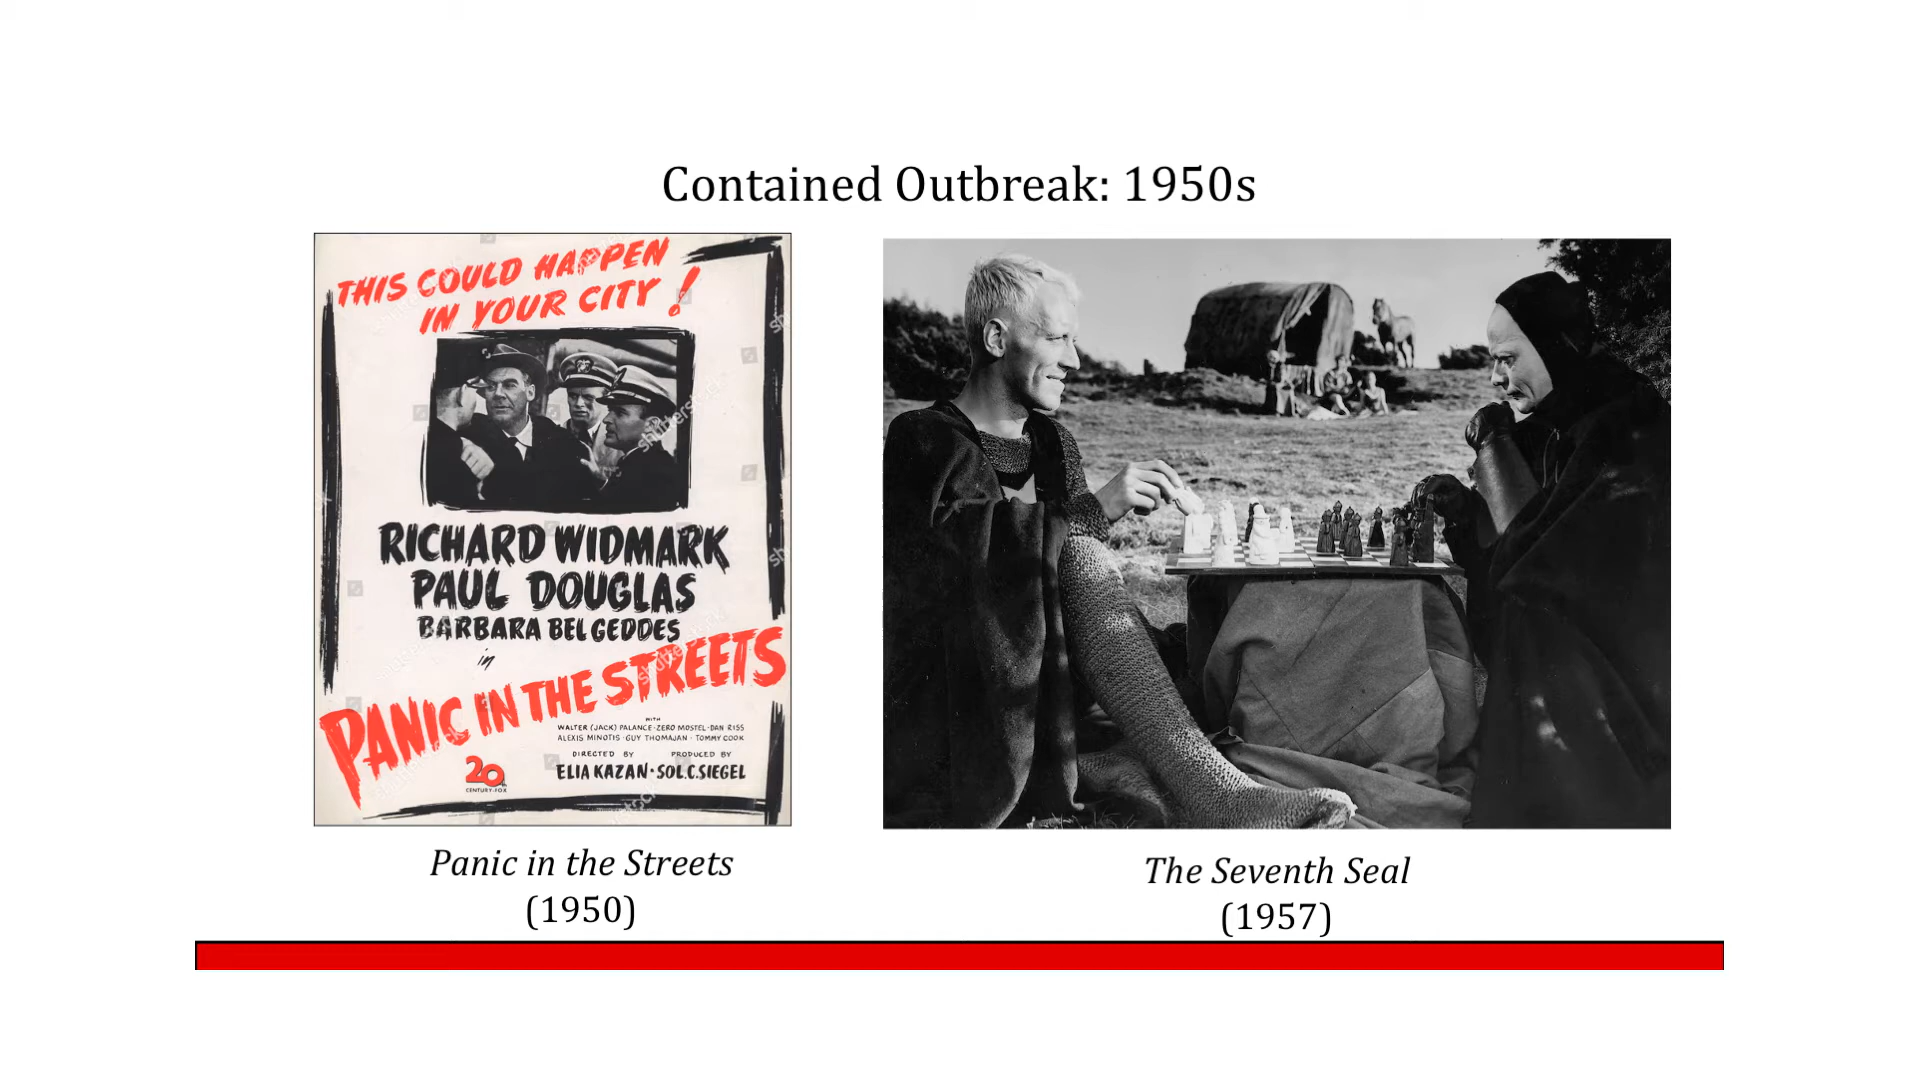 Contained Outbreak: 1950s
THIS COULD HAPPEN
IN YOUR CITY!
RICHARD WIDMARK
PAUL DOUGLAS
BARBARA BEL GEDDES
in
PANIC IN THE STREETS
WITH
WALTER (JACK) PALANCE · ZERO MOSTEL · DAN RISS
ALEXIS MINOTIS · GUY THOMAJAN · TOMMY COOK
DIRECTED BY PRODUCED BY
ELIA KAZAN · SOL.C.SIEGEL
20th
CENTURY-FOX
shutterstock
Panic in the Streets
(1950)
The Seventh Seal
(1957)